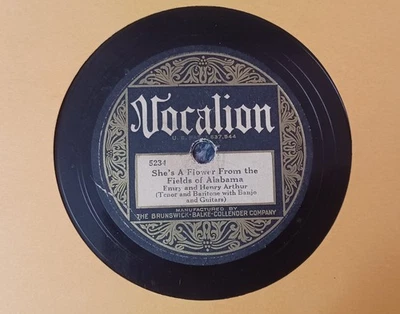 Vocalion
5234
She's A Flower From the
Fields of Alabama
Emry and Henry Arthur
(Tenor and Baritone with Banjo
and Guitars)
MANUFACTURED BY
THE BRUNSWICK-BALKE-COLLENDER COMPANY